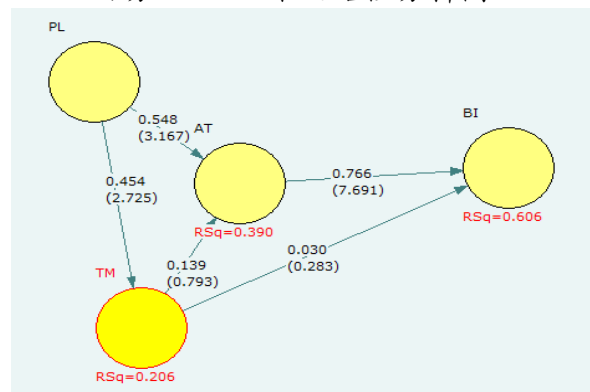 PL
0.548
(3.167)
AT
BI
0.454
(2.725)
0.766
(7.691)
RSq=0.390
RSq=0.606
TM
0.139
(0.793)
0.030
(0.283)
RSq=0.206